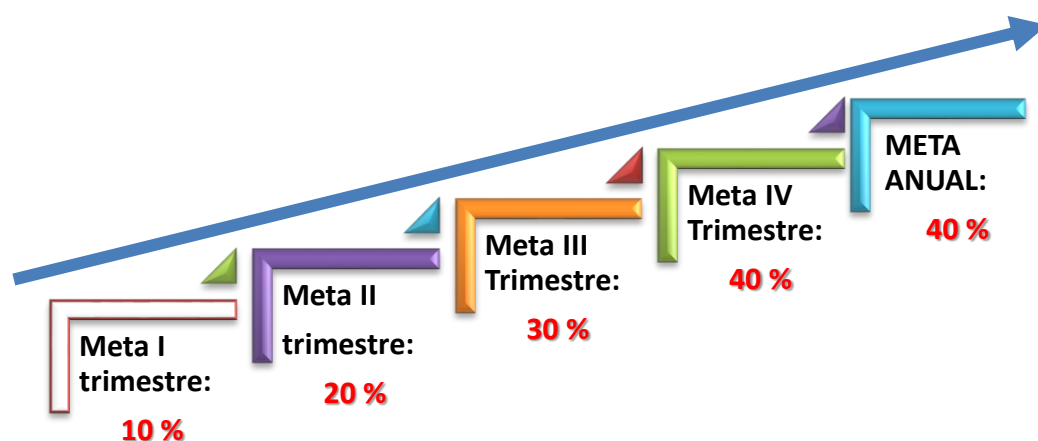 Meta I
trimestre:
10 %
Meta II
trimestre:
20 %
Meta III
Trimestre:
30 %
Meta IV
Trimestre:
40 %
META
ANUAL:
40 %